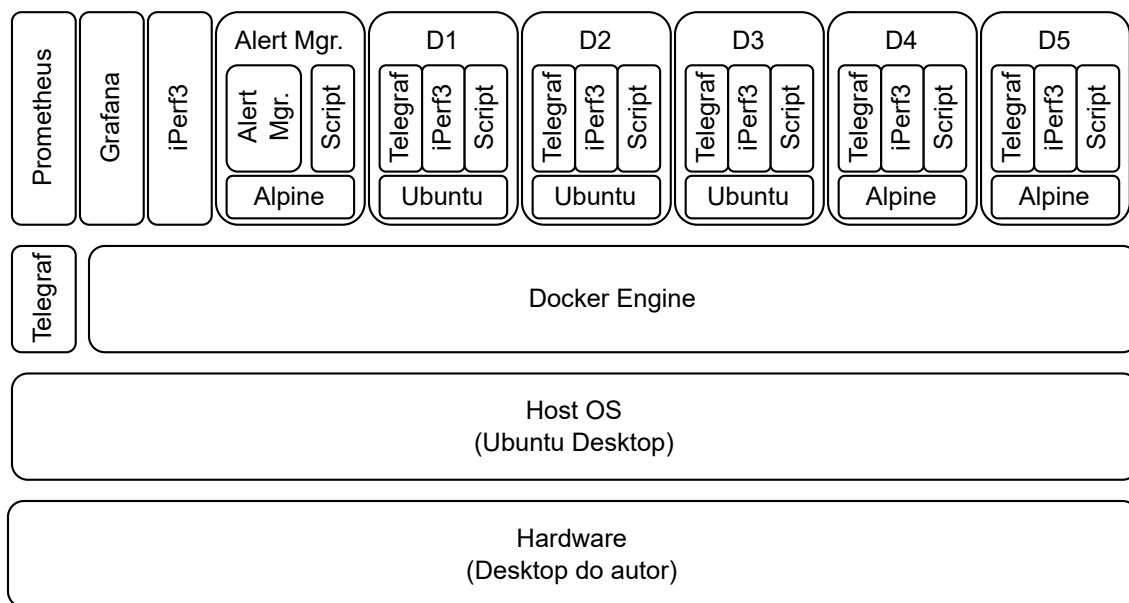 Prometheus
Grafana
iPerf3
Alert Mgr.
Alert
Mgr.
Script
Alpine
D1
Telegraf
iPerf3
Script
Ubuntu
D2
Telegraf
iPerf3
Script
Ubuntu
D3
Telegraf
iPerf3
Script
Ubuntu
D4
Telegraf
iPerf3
Script
Alpine
D5
Telegraf
iPerf3
Script
Alpine
Telegraf
Docker Engine
Host OS
(Ubuntu Desktop)
Hardware
(Desktop do autor)